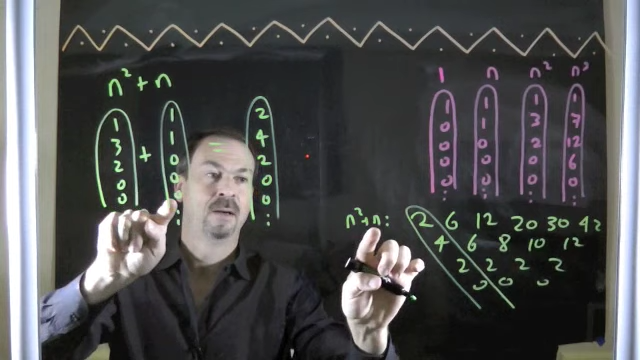 n² + n
1 1 2
3 + 1 = 4
2 0 2
0 0 0
0 0 0
:
1 n n² n³
1 1 1 1
0 1 3 7
0 0 2 12
0 0 0 6
0 0 0 0
: : : :
n²+n: 2 6 12 20 30 42
4 6 8 10 12
2 2 2 2
0 0 0